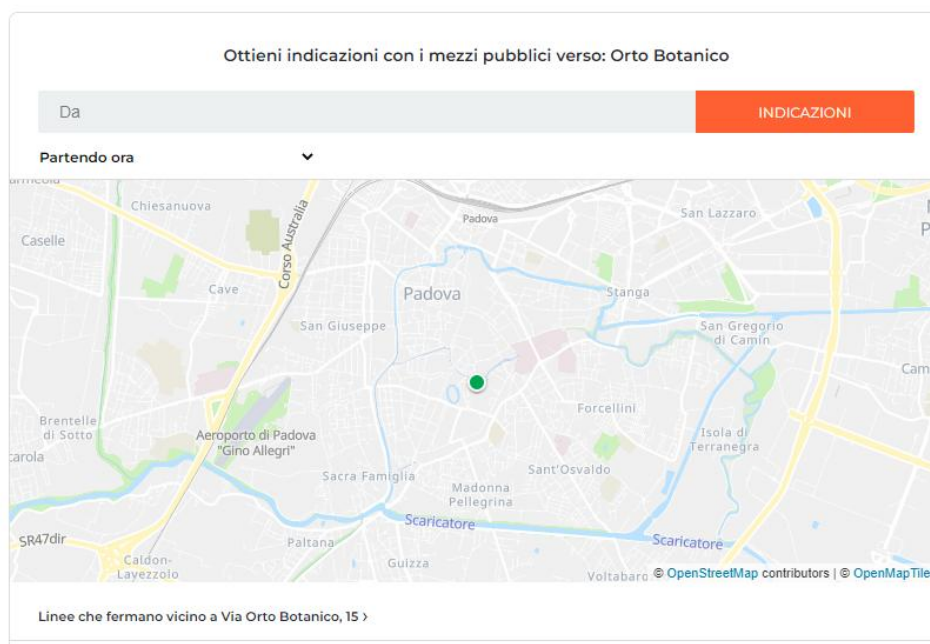 Ottieni indicazioni con i mezzi pubblici verso: Orto Botanico
Da
INDICAZIONI
Partendo ora
Chiesanuova
Corso Australia
Padova
San Lazzaro
Caselle
Cave
Padova
Stanga
San Giuseppe
San Gregorio
di Camin
Cam
Brentelle
di Sotto
Forcellini
Aeroporto di Padova
"Gino Allegri"
Isola di
Terranegra
arola
Sacra Famiglia
Sant'Osvaldo
Madonna
Pellegrina
Scaricatore
SR47dir
Paltana
Scaricatore
Caldon-
Lavezzolo
Guizza
Voltabaro
© OpenStreetMap contributors | © OpenMapTile
Linee che fermano vicino a Via Orto Botanico, 15 >